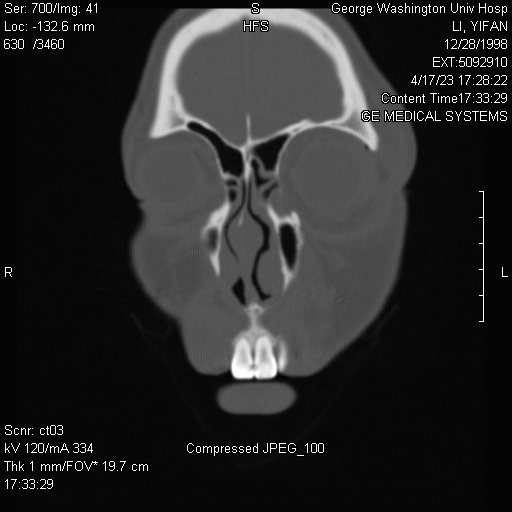 Ser: 700/Img: 41
Loc: -132.6 mm
630 /3460
S
HFS
George Washington Univ Hosp
LI, YIFAN
12/28/1998
EXT:5092910
4/17/23 17:28:22
Content Time17:33:29
GE MEDICAL SYSTEMS
R
L
Scnr: ct03
kV 120/mA 334
Thk 1 mm/FOV* 19.7 cm
17:33:29
Compressed JPEG_100